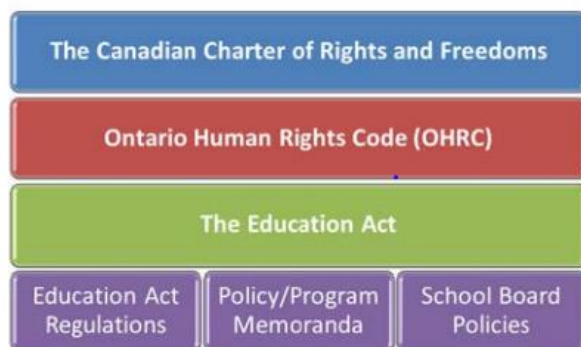 The Canadian Charter of Rights and Freedoms
Ontario Human Rights Code (OHRC)
The Education Act
Education Act
Regulations
Policy/Program
Memoranda
School Board
Policies